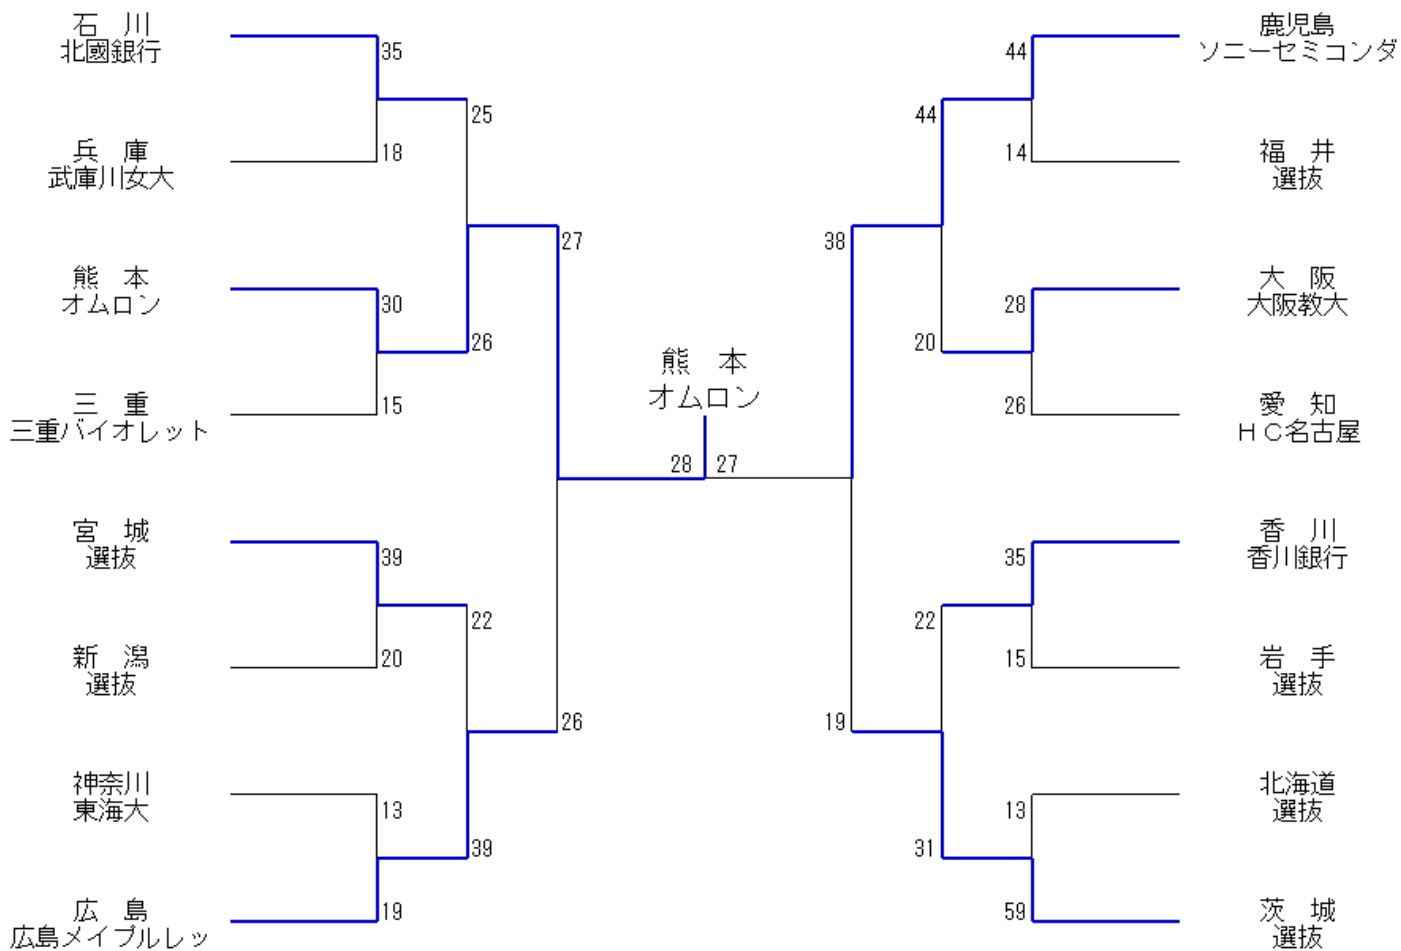 石　川
北國銀行
35
25
兵　庫
武庫川女大
18
27
熊　本
オムロン
30
26
三　重
三重バイオレット
15
宮　城
選抜
39
22
新　潟
選抜
20
26
神奈川
東海大
13
39
広　島
広島メイプルレッ
19
熊　本
オムロン
28
27
鹿児島
ソニーセミコンダ
44
44
福　井
選抜
14
38
大　阪
大阪教大
28
20
愛　知
ＨＣ名古屋
26
香　川
香川銀行
35
22
岩　手
選抜
15
19
北海道
選抜
13
31
茨　城
選抜
59